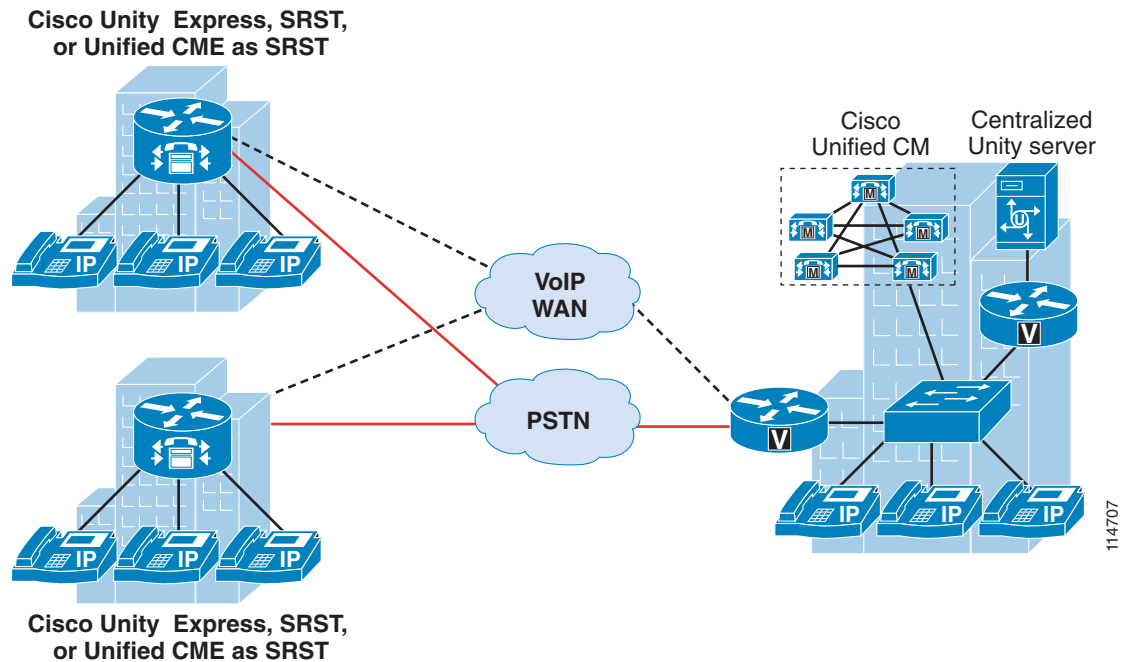 Cisco Unity Express, SRST,
or Unified CME as SRST
IP IP IP
Cisco
Unified CM
Centralized
Unity server
M
M M
M M
U
V
VoIP
WAN
PSTN
V
IP IP IP
IP IP IP
Cisco Unity Express, SRST,
or Unified CME as SRST
114707